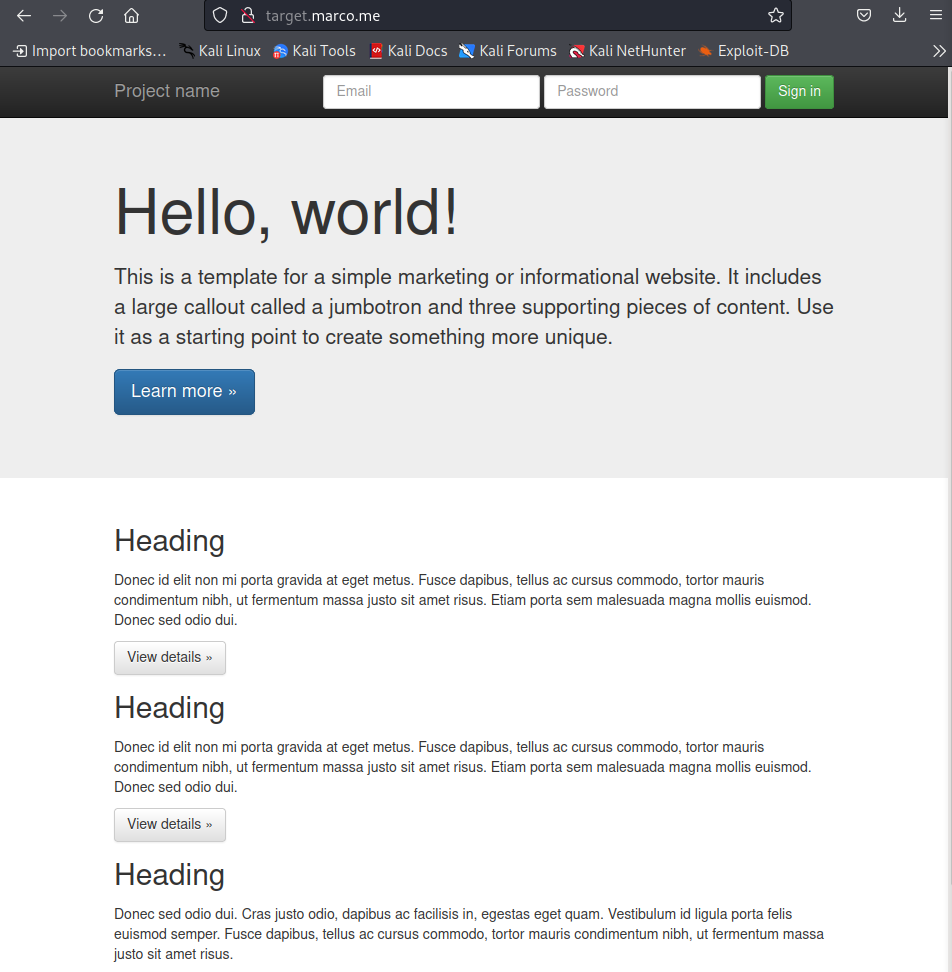 target.marco.me
Import bookmarks... Kali Linux Kali Tools Kali Docs Kali Forums Kali NetHunter Exploit-DB
Project name Email Password Sign in
Hello, world!
This is a template for a simple marketing or informational website. It includes
a large callout called a jumbotron and three supporting pieces of content. Use
it as a starting point to create something more unique.
Learn more »
Heading
Donec id elit non mi porta gravida at eget metus. Fusce dapibus, tellus ac cursus commodo, tortor mauris
condimentum nibh, ut fermentum massa justo sit amet risus. Etiam porta sem malesuada magna mollis euismod.
Donec sed odio dui.
View details »
Heading
Donec id elit non mi porta gravida at eget metus. Fusce dapibus, tellus ac cursus commodo, tortor mauris
condimentum nibh, ut fermentum massa justo sit amet risus. Etiam porta sem malesuada magna mollis euismod.
Donec sed odio dui.
View details »
Heading
Donec sed odio dui. Cras justo odio, dapibus ac facilisis in, egestas eget quam. Vestibulum id ligula porta felis
euismod semper. Fusce dapibus, tellus ac cursus commodo, tortor mauris condimentum nibh, ut fermentum massa
justo sit amet risus.